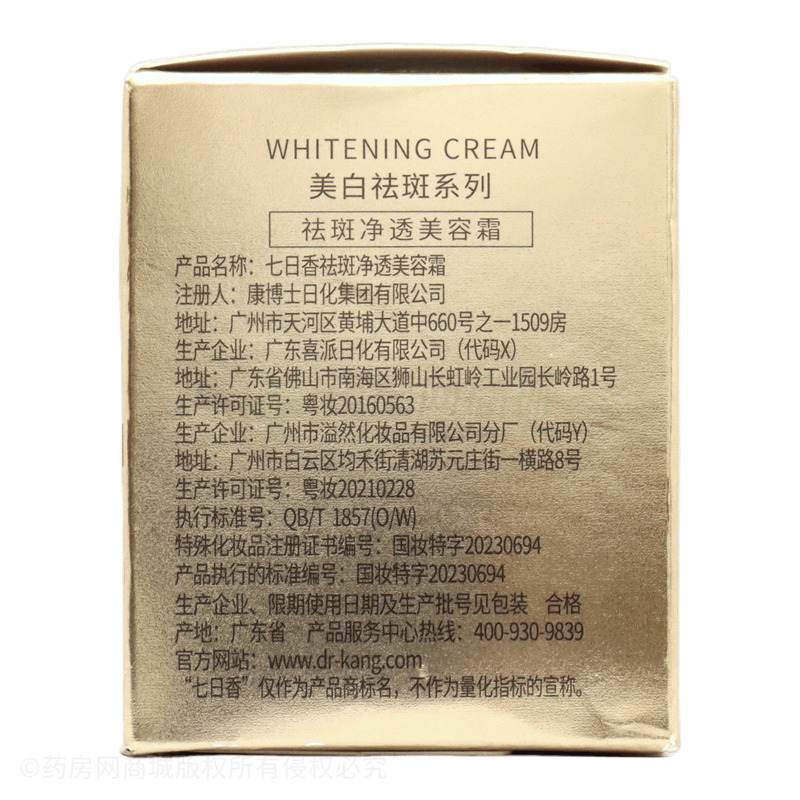 WHITENING CREAM
美白祛斑系列
祛斑净透美容霜
产品名称：七日香祛斑净透美容霜
注册人：康博士日化集团有限公司
地址：广州市天河区黄埔大道中660号之一1509房
生产企业：广东喜派日化有限公司（代码X）
地址：广东省佛山市南海区狮山长虹岭工业园长岭路1号
生产许可证号：粤妆20160563
生产企业：广州市溢然化妆品有限公司分厂（代码Y）
地址：广州市白云区均禾街清湖苏元庄街一横路8号
生产许可证号：粤妆20210228
执行标准号：QB/T 1857(O/W)
特殊化妆品注册证书编号：国妆特字20230694
产品执行的标准编号：国妆特字20230694
生产企业、限期使用日期及生产批号见包装 合格
产地：广东省 产品服务中心热线：400-930-9839
官方网站：www.dr-kang.com
“七日香”仅作为产品商标名，不作为量化指标的宣称。
©药房网商城版权所有侵权必究